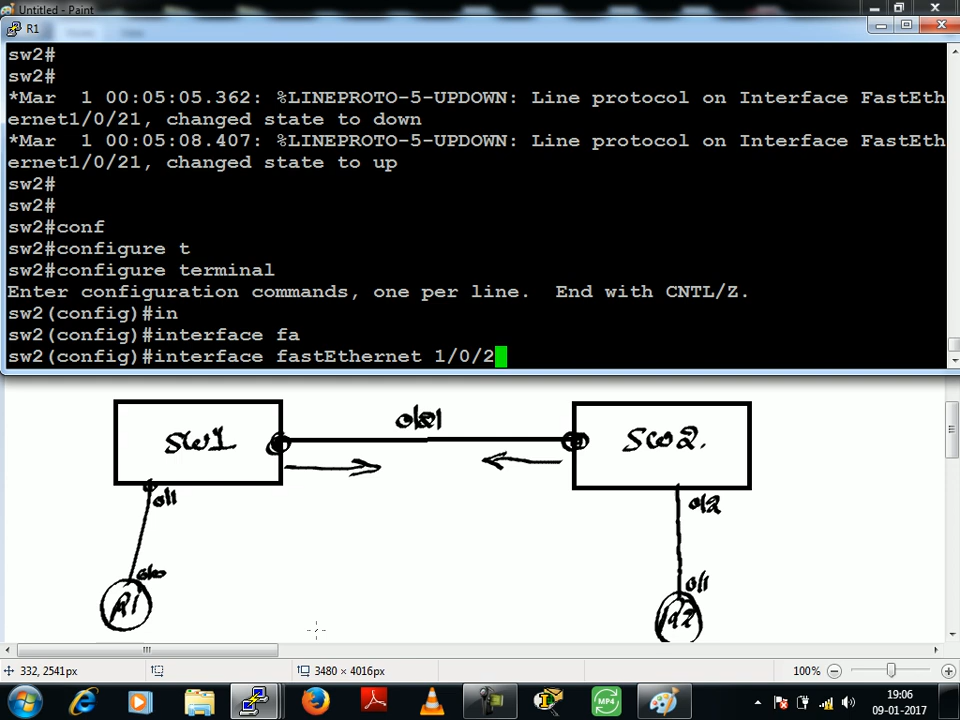 Untitled - Paint
R1
sw2#
sw2#
*Mar  1 00:05:05.362: %LINEPROTO-5-UPDOWN: Line protocol on Interface FastEth
ernet1/0/21, changed state to down
*Mar  1 00:05:08.407: %LINEPROTO-5-UPDOWN: Line protocol on Interface FastEth
ernet1/0/21, changed state to up
sw2#
sw2#
sw2#conf
sw2#configure t
sw2#configure terminal
Enter configuration commands, one per line.  End with CNTL/Z.
sw2(config)#in
sw2(config)#interface fa
sw2(config)#interface fastEthernet 1/0/2
0/21
SW1
SW2.
0/1
0/2
0/0
0/1
R1
R2
332, 2541px
3480 × 4016px
100%
MP4
19:06
09-01-2017